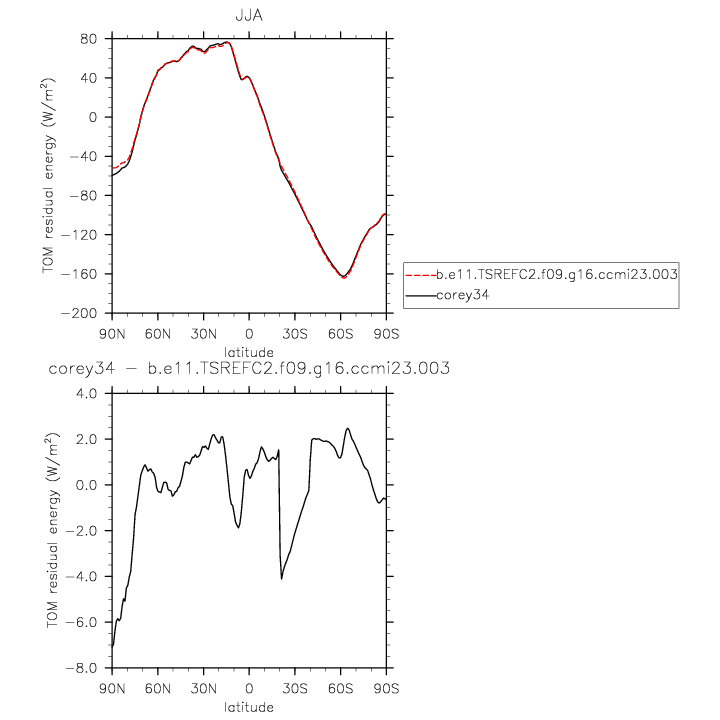 JJA
TOM residual energy (W/m²)
80
40
0
−40
−80
−120
−160
−200
90N 60N 30N 0 30S 60S 90S
latitude
b.e11.TSREFC2.f09.g16.ccmi23.003
corey34
corey34 − b.e11.TSREFC2.f09.g16.ccmi23.003
TOM residual energy (W/m²)
4.0
2.0
0.0
−2.0
−4.0
−6.0
−8.0
90N 60N 30N 0 30S 60S 90S
latitude